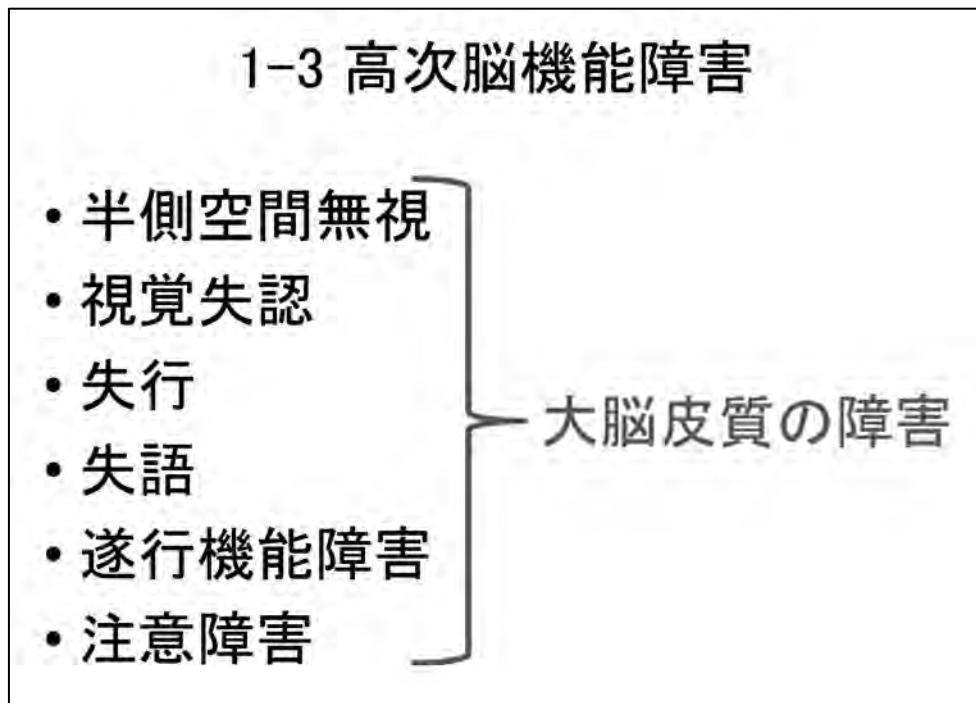 1-3 高次脳機能障害
• 半側空間無視
• 視覚失認
• 失行
• 失語
• 遂行機能障害
• 注意障害
大脳皮質の障害